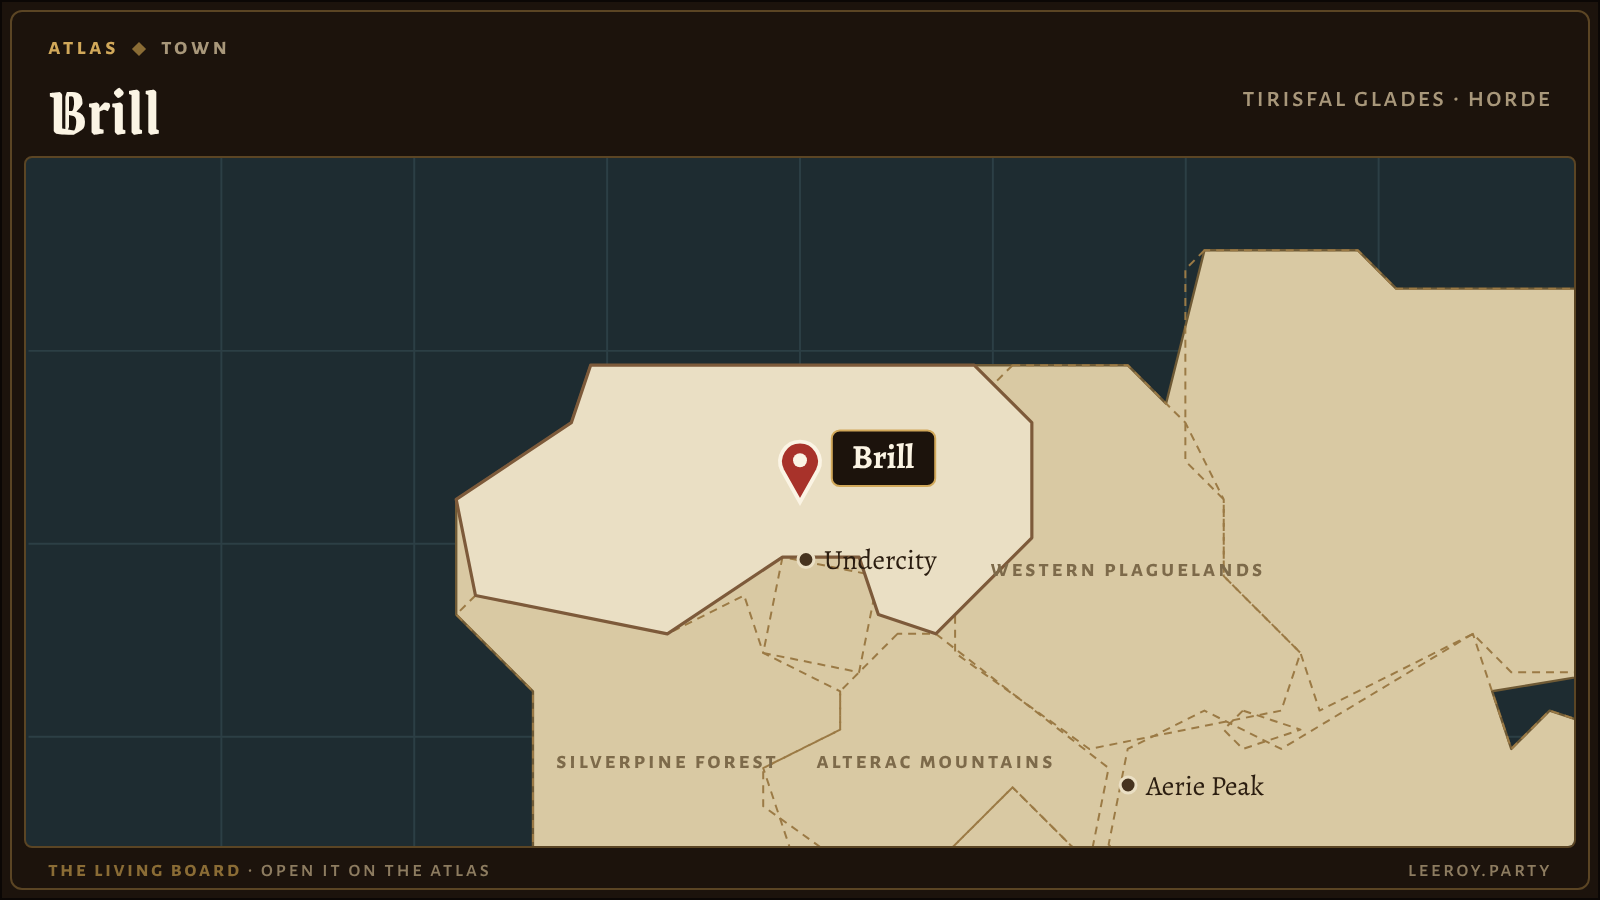 ATLAS ◆ TOWN
Brill
TIRISFAL GLADES · HORDE
Brill
Undercity
WESTERN PLAGUELANDS
SILVERPINE FOREST
ALTERAC MOUNTAINS
Aerie Peak
THE LIVING BOARD · OPEN IT ON THE ATLAS
LEEROY.PARTY